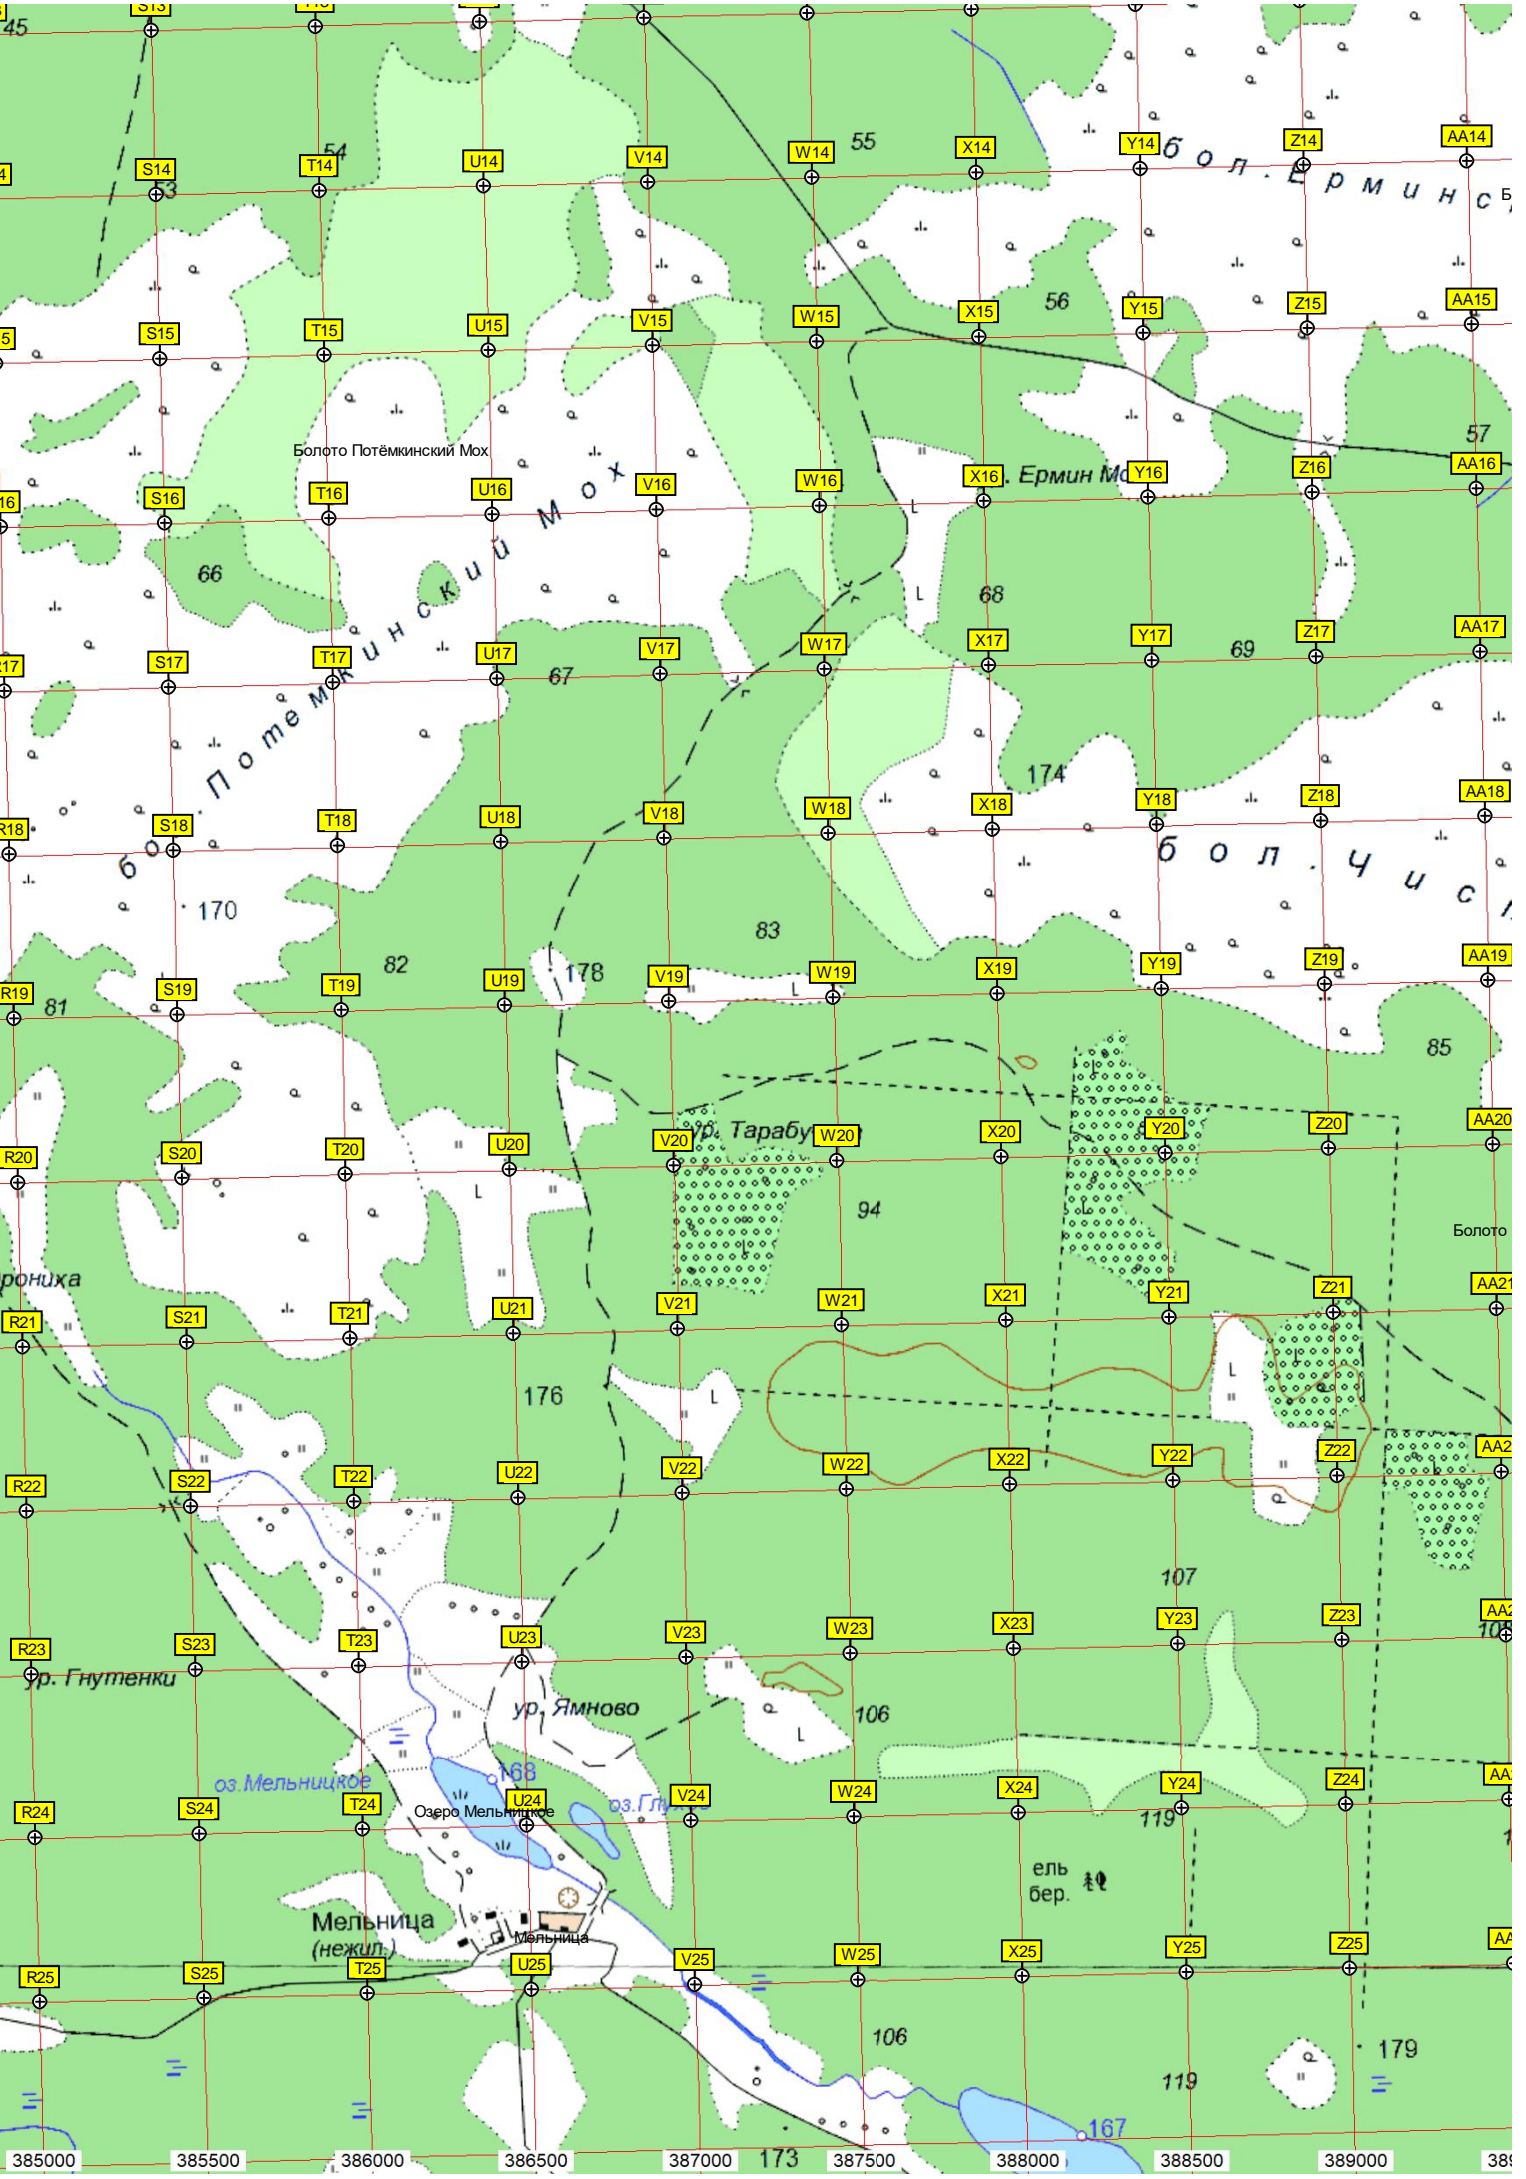 45
S13
55
54
S14
T14
U14
V14
W14
X14
Y14
Z14
AA14
53
бол. Ерминс
56
S15
T15
U15
V15
W15
X15
Y15
Z15
AA15
57
Болото Потёмкинский Мох
S16
T16
U16
V16
W16
X16
Ермин
Y16
Z16
AA16
66
68
бол. Потемкинский Мох
S17
T17
U17
V17
W17
X17
Y17
Z17
AA17
67
69
174
R18
S18
T18
U18
V18
W18
X18
Y18
Z18
AA18
бол. Чис
170
83
82
178
R19
S19
T19
U19
V19
W19
X19
Y19
Z19
AA19
81
85
ур. Тарабу
R20
S20
T20
U20
V20
W20
X20
Y20
Z20
AA20
94
Болото
рониха
R21
S21
T21
U21
V21
W21
X21
Y21
Z21
AA21
176
R22
S22
T22
U22
V22
W22
X22
Y22
Z22
107
R23
S23
T23
U23
V23
W23
X23
Y23
Z23
ур. Гнутенки
ур. Ямново
106
оз.Мельницкое
168
R24
S24
T24
U24
V24
W24
X24
Y24
Z24
Озеро Мельницкое
119
ель
бер.
Мельница
(нежил.)
Мельница
R25
S25
T25
U25
V25
W25
X25
Y25
Z25
106
179
119
167
173
385000
385500
386000
386500
387000
387500
388000
388500
389000